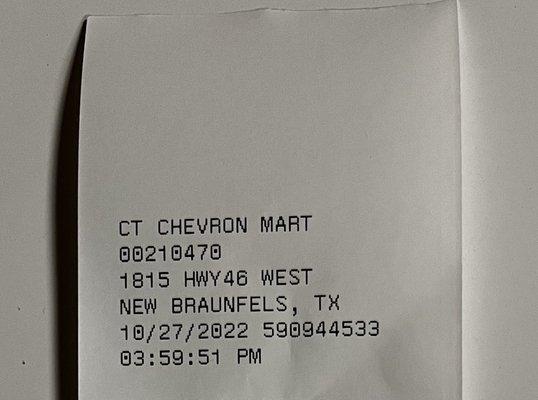 CT CHEVRON MART
00210470
1815 HWY46 WEST
NEW BRAUNFELS, TX
10/27/2022 590944533
03:59:51 PM